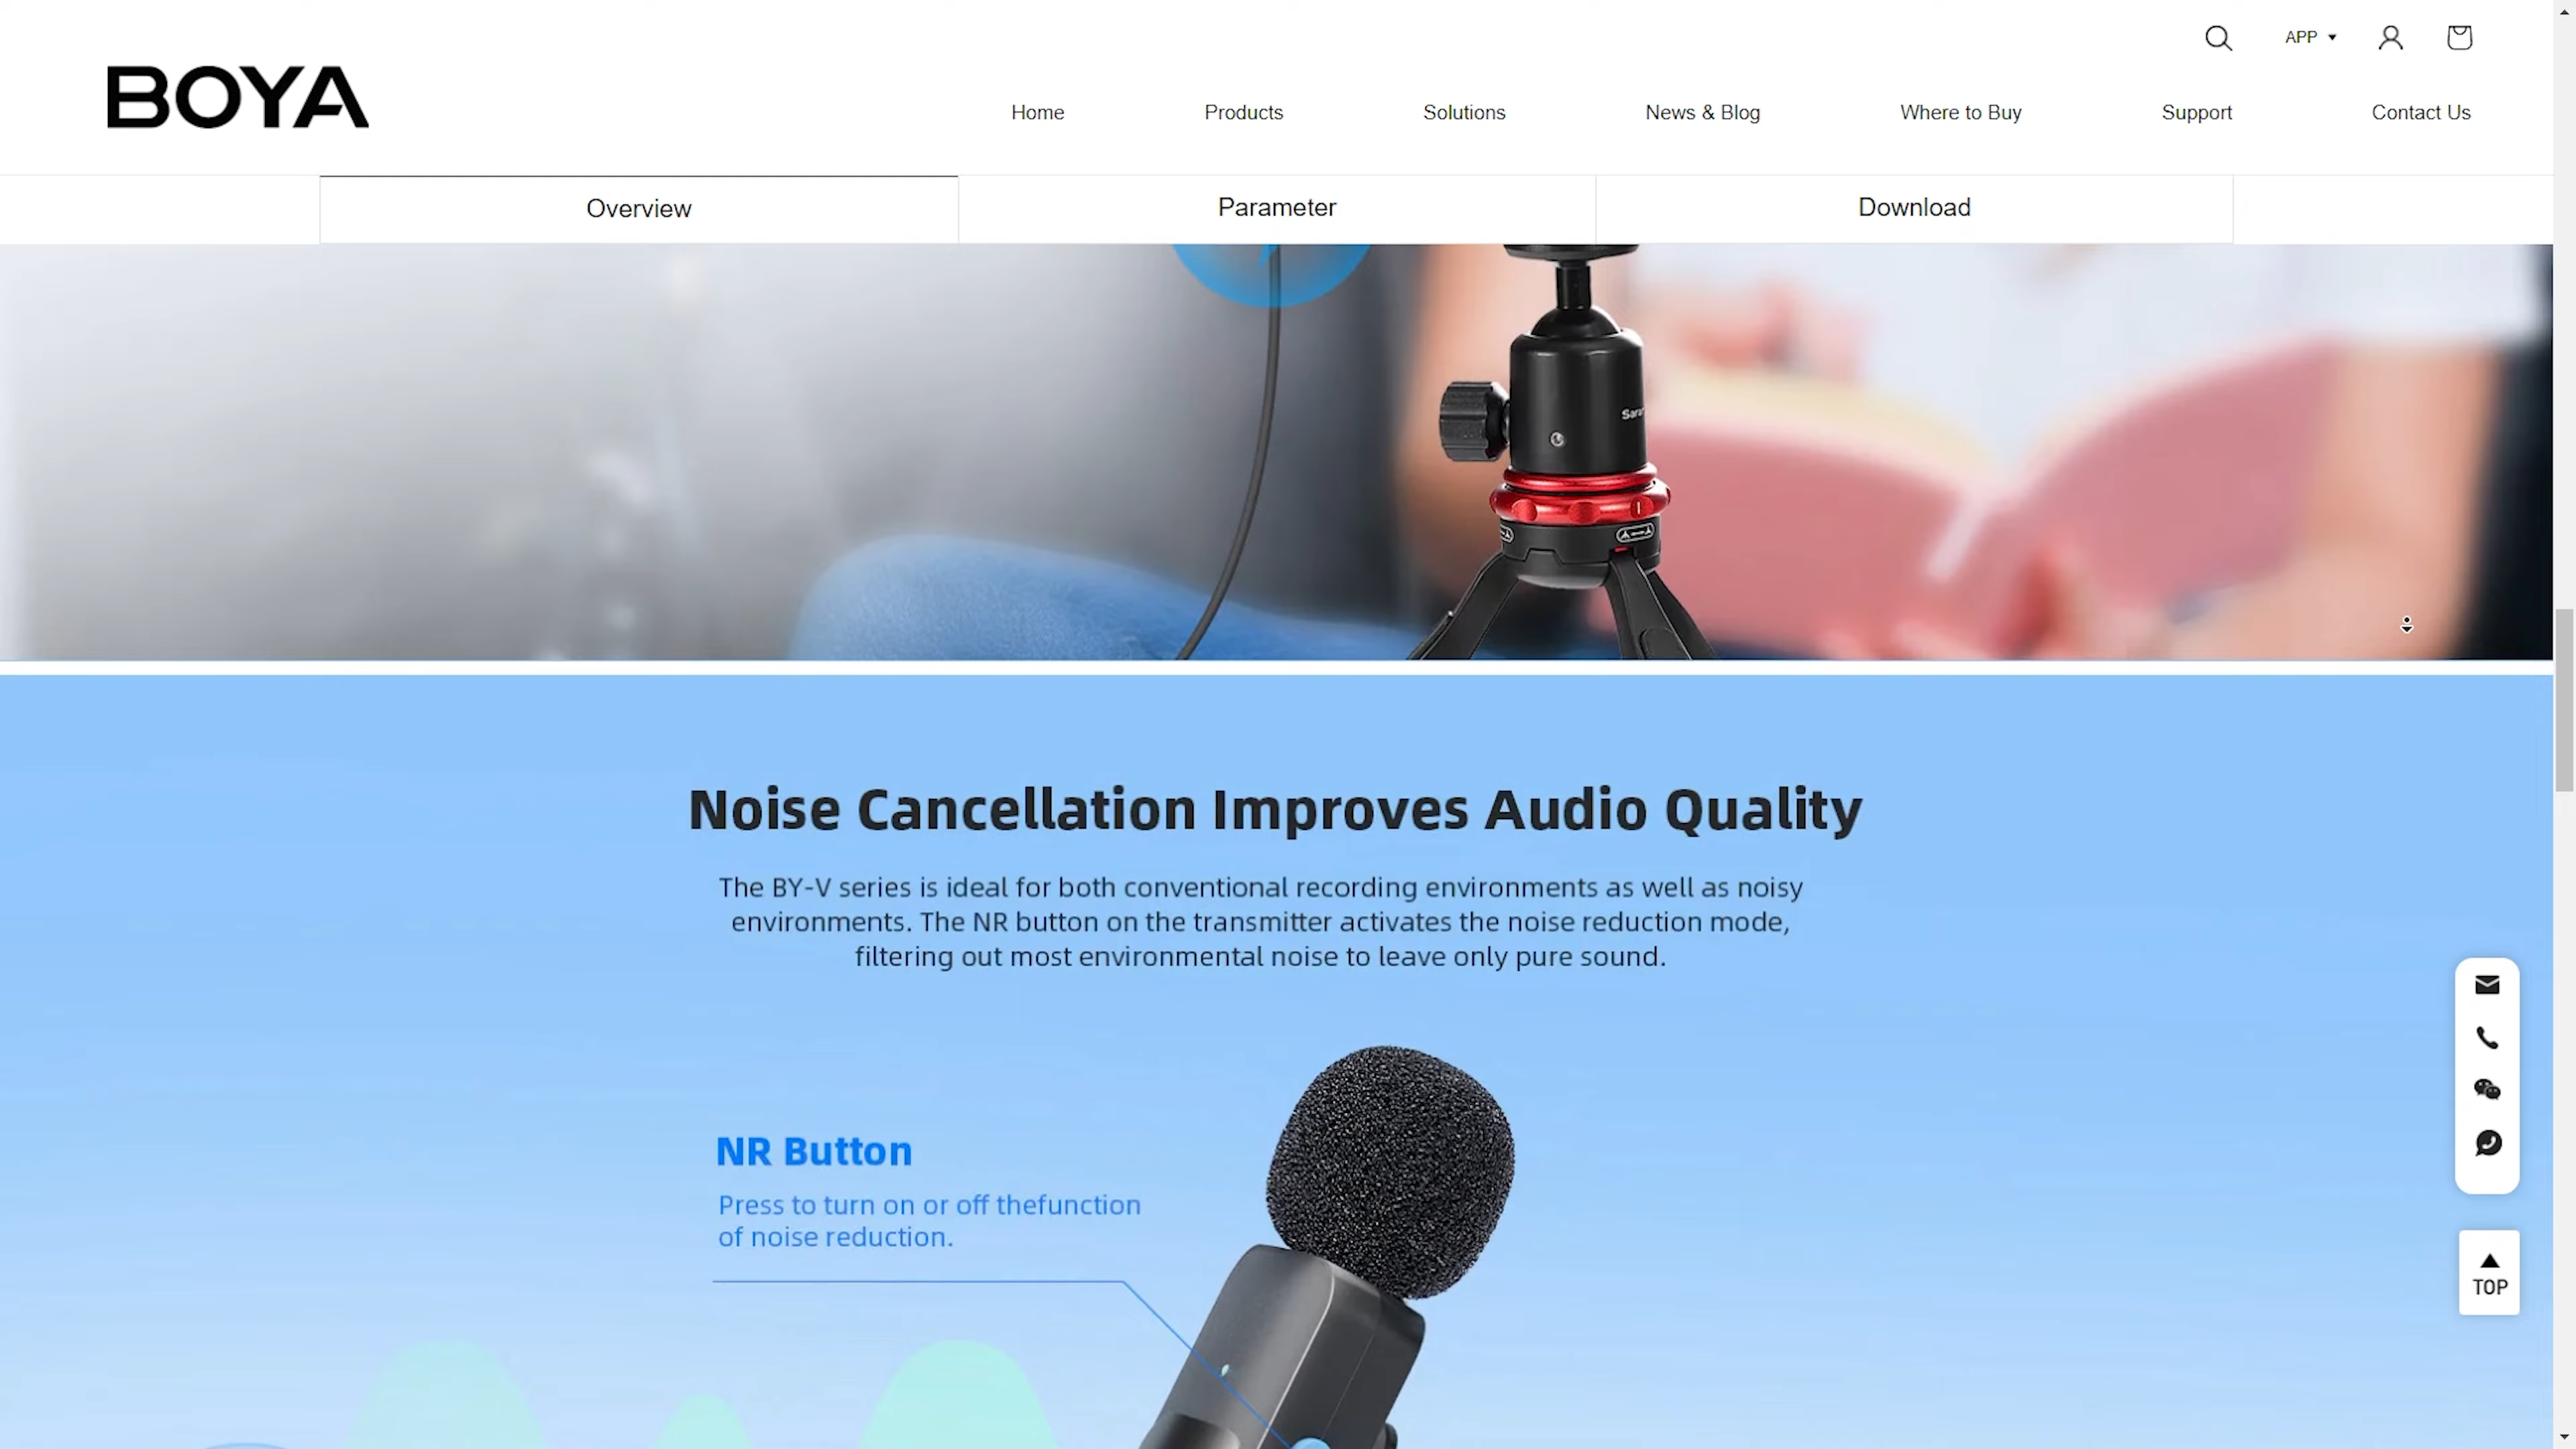 APP
BOYA
Home
Products
Solutions
News & Blog
Where to Buy
Support
Contact Us
Overview
Parameter
Download
Noise Cancellation Improves Audio Quality
The BY-V series is ideal for both conventional recording environments as well as noisy
environments. The NR button on the transmitter activates the noise reduction mode,
filtering out most environmental noise to leave only pure sound.
NR Button
Press to turn on or off thefunction
of noise reduction.
TOP